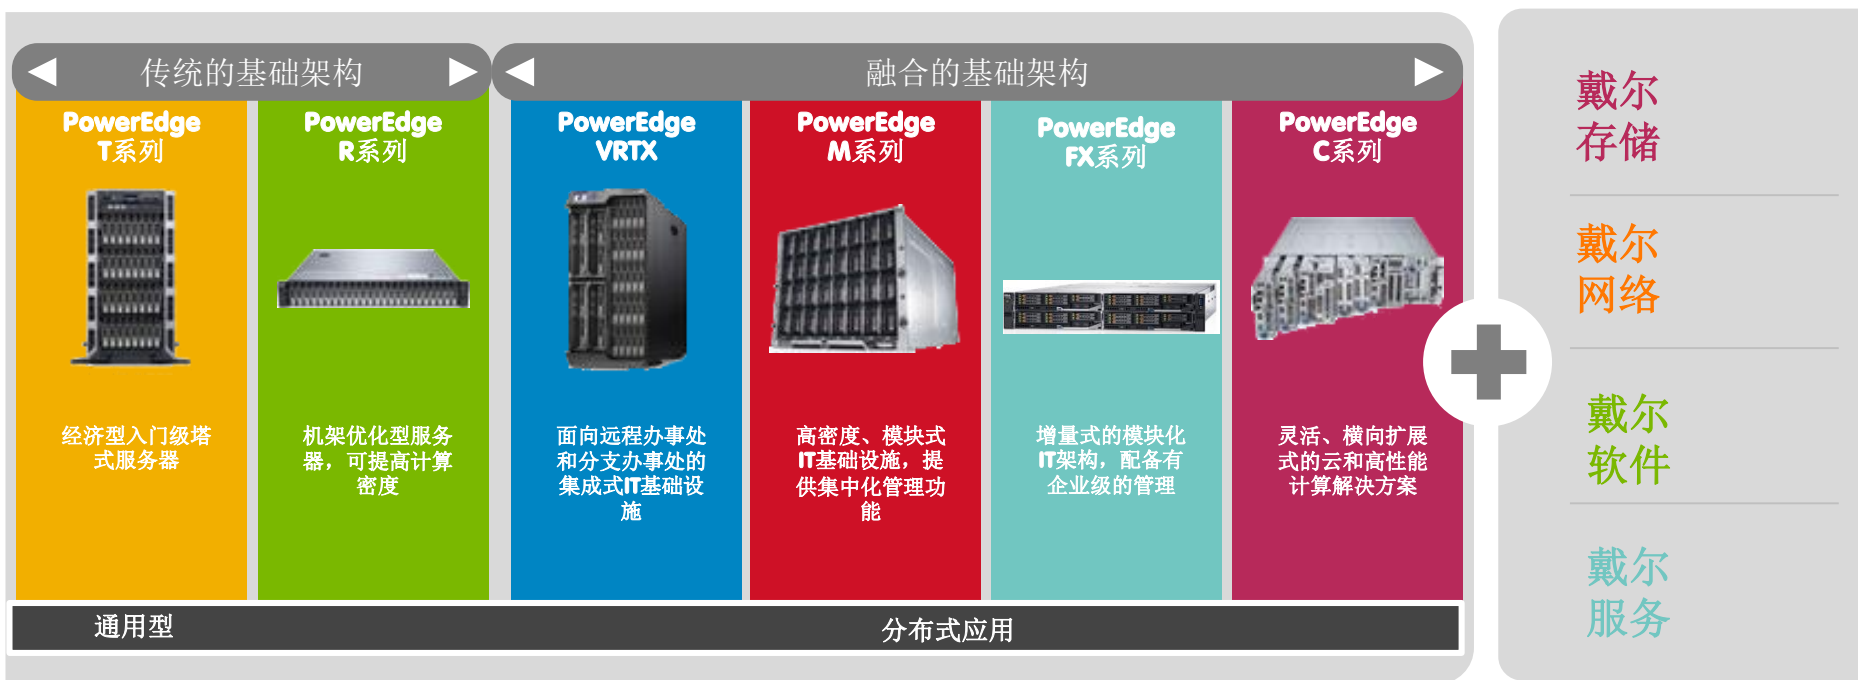 传统的基础架构
融合的基础架构
PowerEdge
T系列
经济型入门级塔
式服务器
PowerEdge
R系列
机架优化型服务
器，可提高计算
密度
PowerEdge
VRTX
面向远程办事处
和分支办事处的
集成式IT基础设
施
PowerEdge
M系列
高密度、模块式
IT基础设施，提
供集中化管理功
能
PowerEdge
FX系列
增量式的模块化
IT架构，配备有
企业级的管理
PowerEdge
C系列
灵活、横向扩展
式的云和高性能
计算解决方案
通用型
分布式应用
戴尔
存储
戴尔
网络
戴尔
软件
戴尔
服务